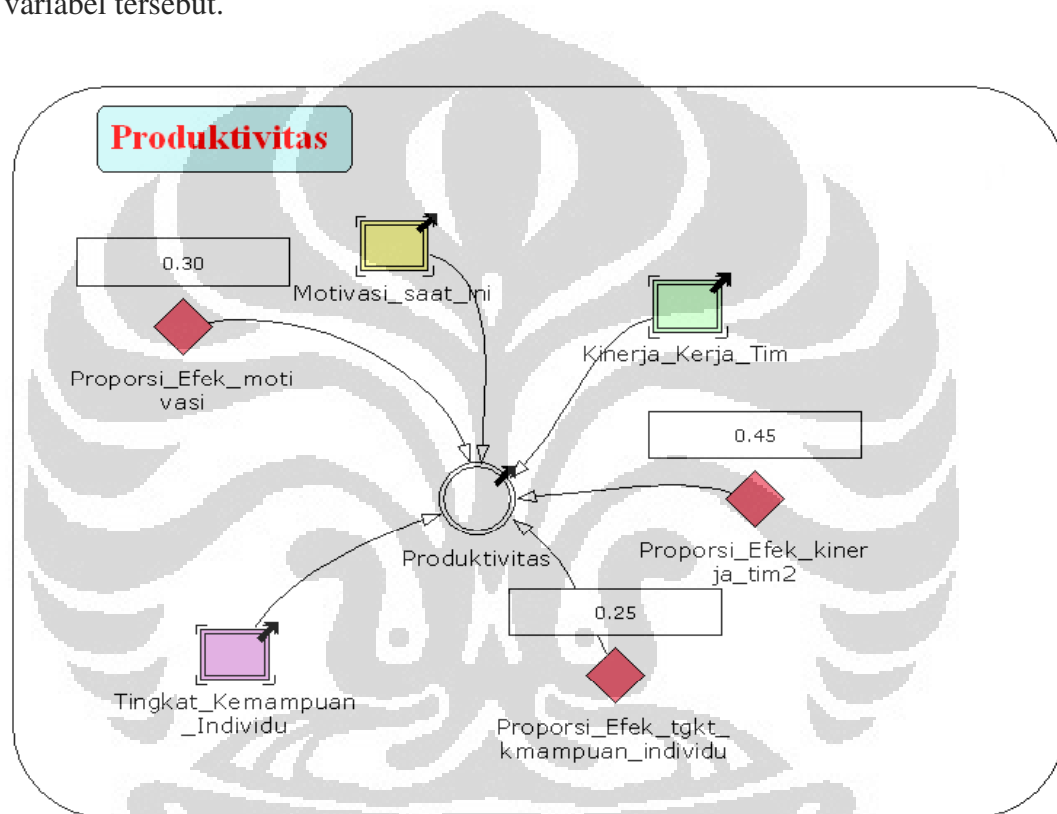 variabel tersebut.
Produktivitas
0.30
Motivasi_saat_ini
Proporsi_Efek_moti
vasi
Kinerja_Kerja_Tim
0.45
Proporsi_Efek_kiner
ja_tim2
Produktivitas
0.25
Tingkat_Kemampuan
_Individu
Proporsi_Efek_tgkt_
kmampuan_individu